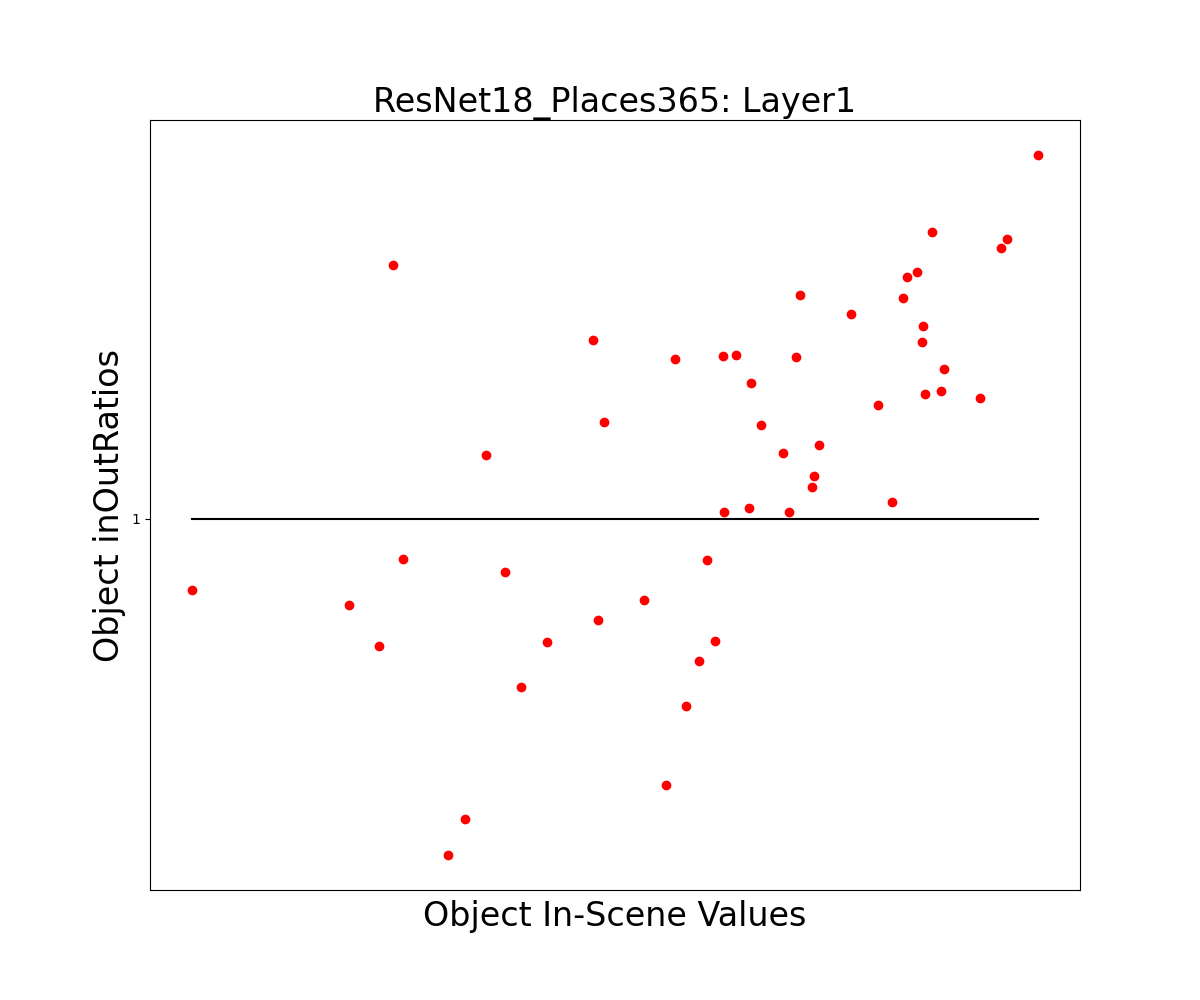 ResNet18_Places365: Layer1
Object inOutRatios
1
Object In-Scene Values